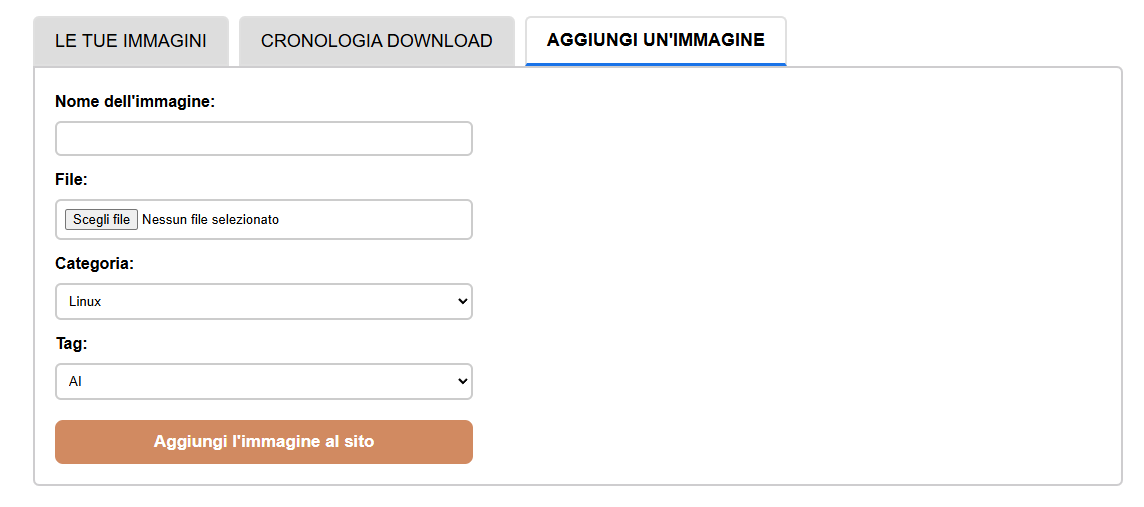 LE TUE IMMAGINI
CRONOLOGIA DOWNLOAD
AGGIUNGI UN'IMMAGINE
Nome dell'immagine:
File:
Scegli file Nessun file selezionato
Categoria:
Linux
Tag:
AI
Aggiungi l'immagine al sito